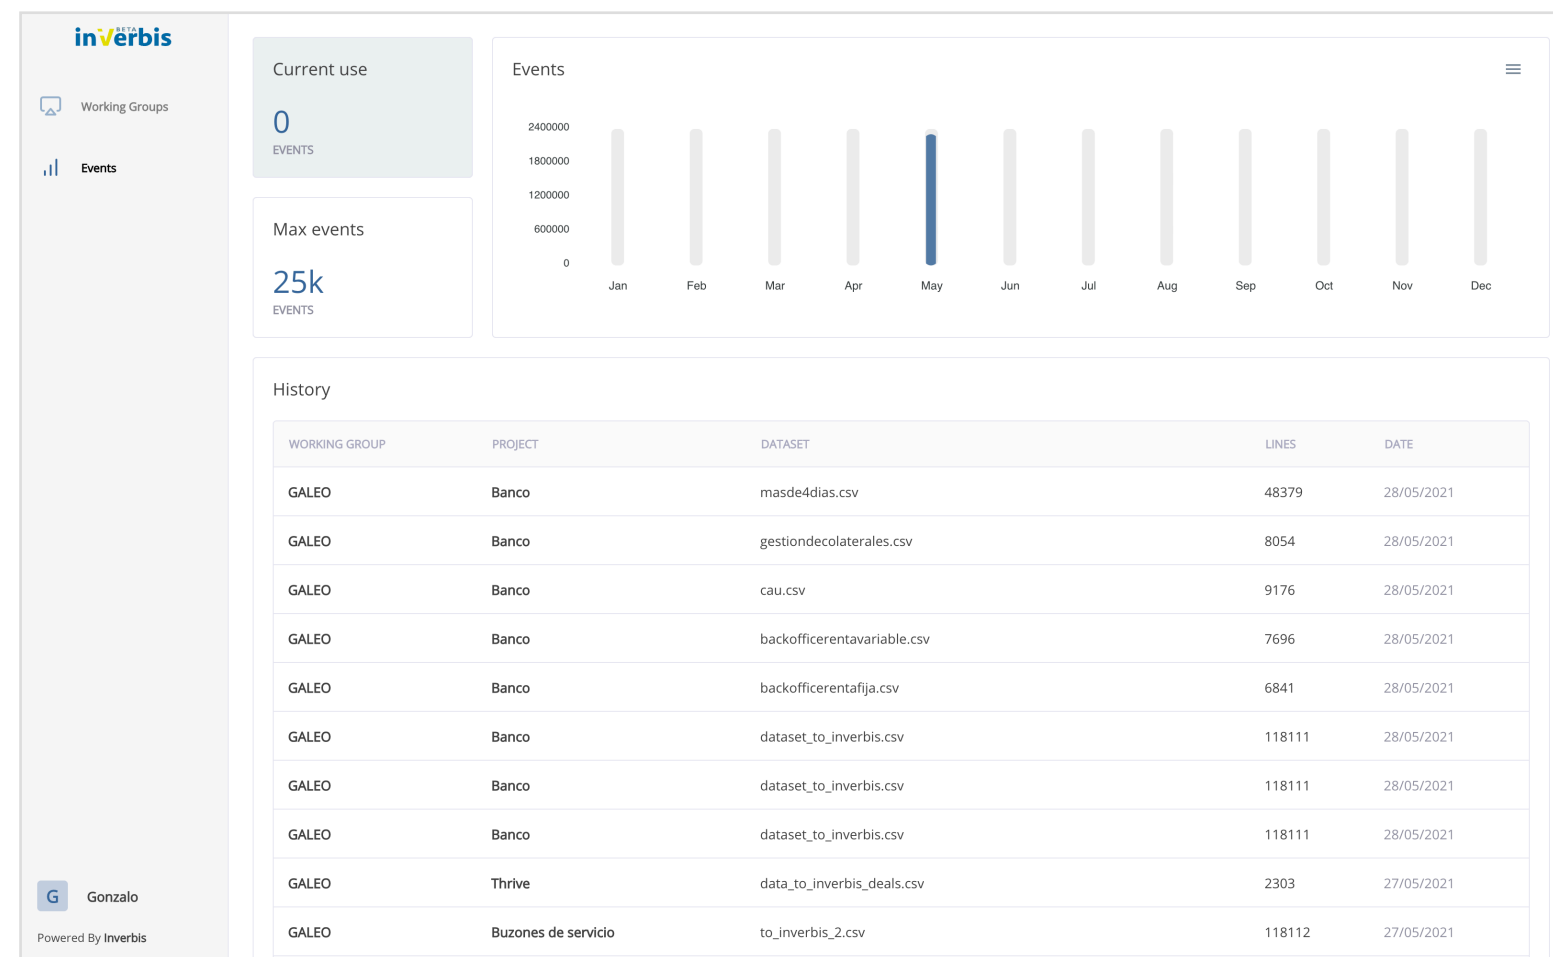 inverbis
BETA
Working Groups
Events
Current use
0
EVENTS
Max events
25k
EVENTS
Events
2400000
1800000
1200000
600000
0
Jan Feb Mar Apr May Jun Jul Aug Sep Oct Nov Dec
History
WORKING GROUP PROJECT DATASET LINES DATE
GALEO Banco masde4dias.csv 48379 28/05/2021
GALEO Banco gestiondecolaterales.csv 8054 28/05/2021
GALEO Banco cau.csv 9176 28/05/2021
GALEO Banco backofficerentavariable.csv 7696 28/05/2021
GALEO Banco backofficerentafija.csv 6841 28/05/2021
GALEO Banco dataset_to_inverbis.csv 118111 28/05/2021
GALEO Banco dataset_to_inverbis.csv 118111 28/05/2021
GALEO Banco dataset_to_inverbis.csv 118111 28/05/2021
GALEO Thrive data_to_inverbis_deals.csv 2303 27/05/2021
GALEO Buzones de servicio to_inverbis_2.csv 118112 27/05/2021
G Gonzalo
Powered By Inverbis